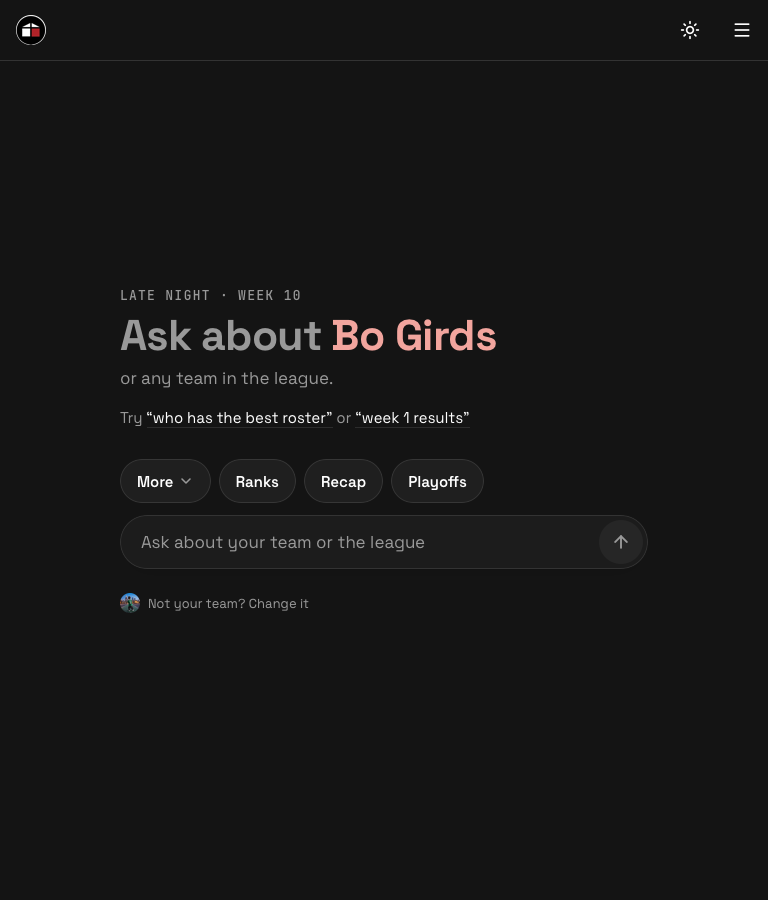 LATE NIGHT · WEEK 10
Ask about Bo Girds
or any team in the league.
Try “who has the best roster” or “week 1 results”
More Ranks Recap Playoffs
Ask about your team or the league
Not your team? Change it